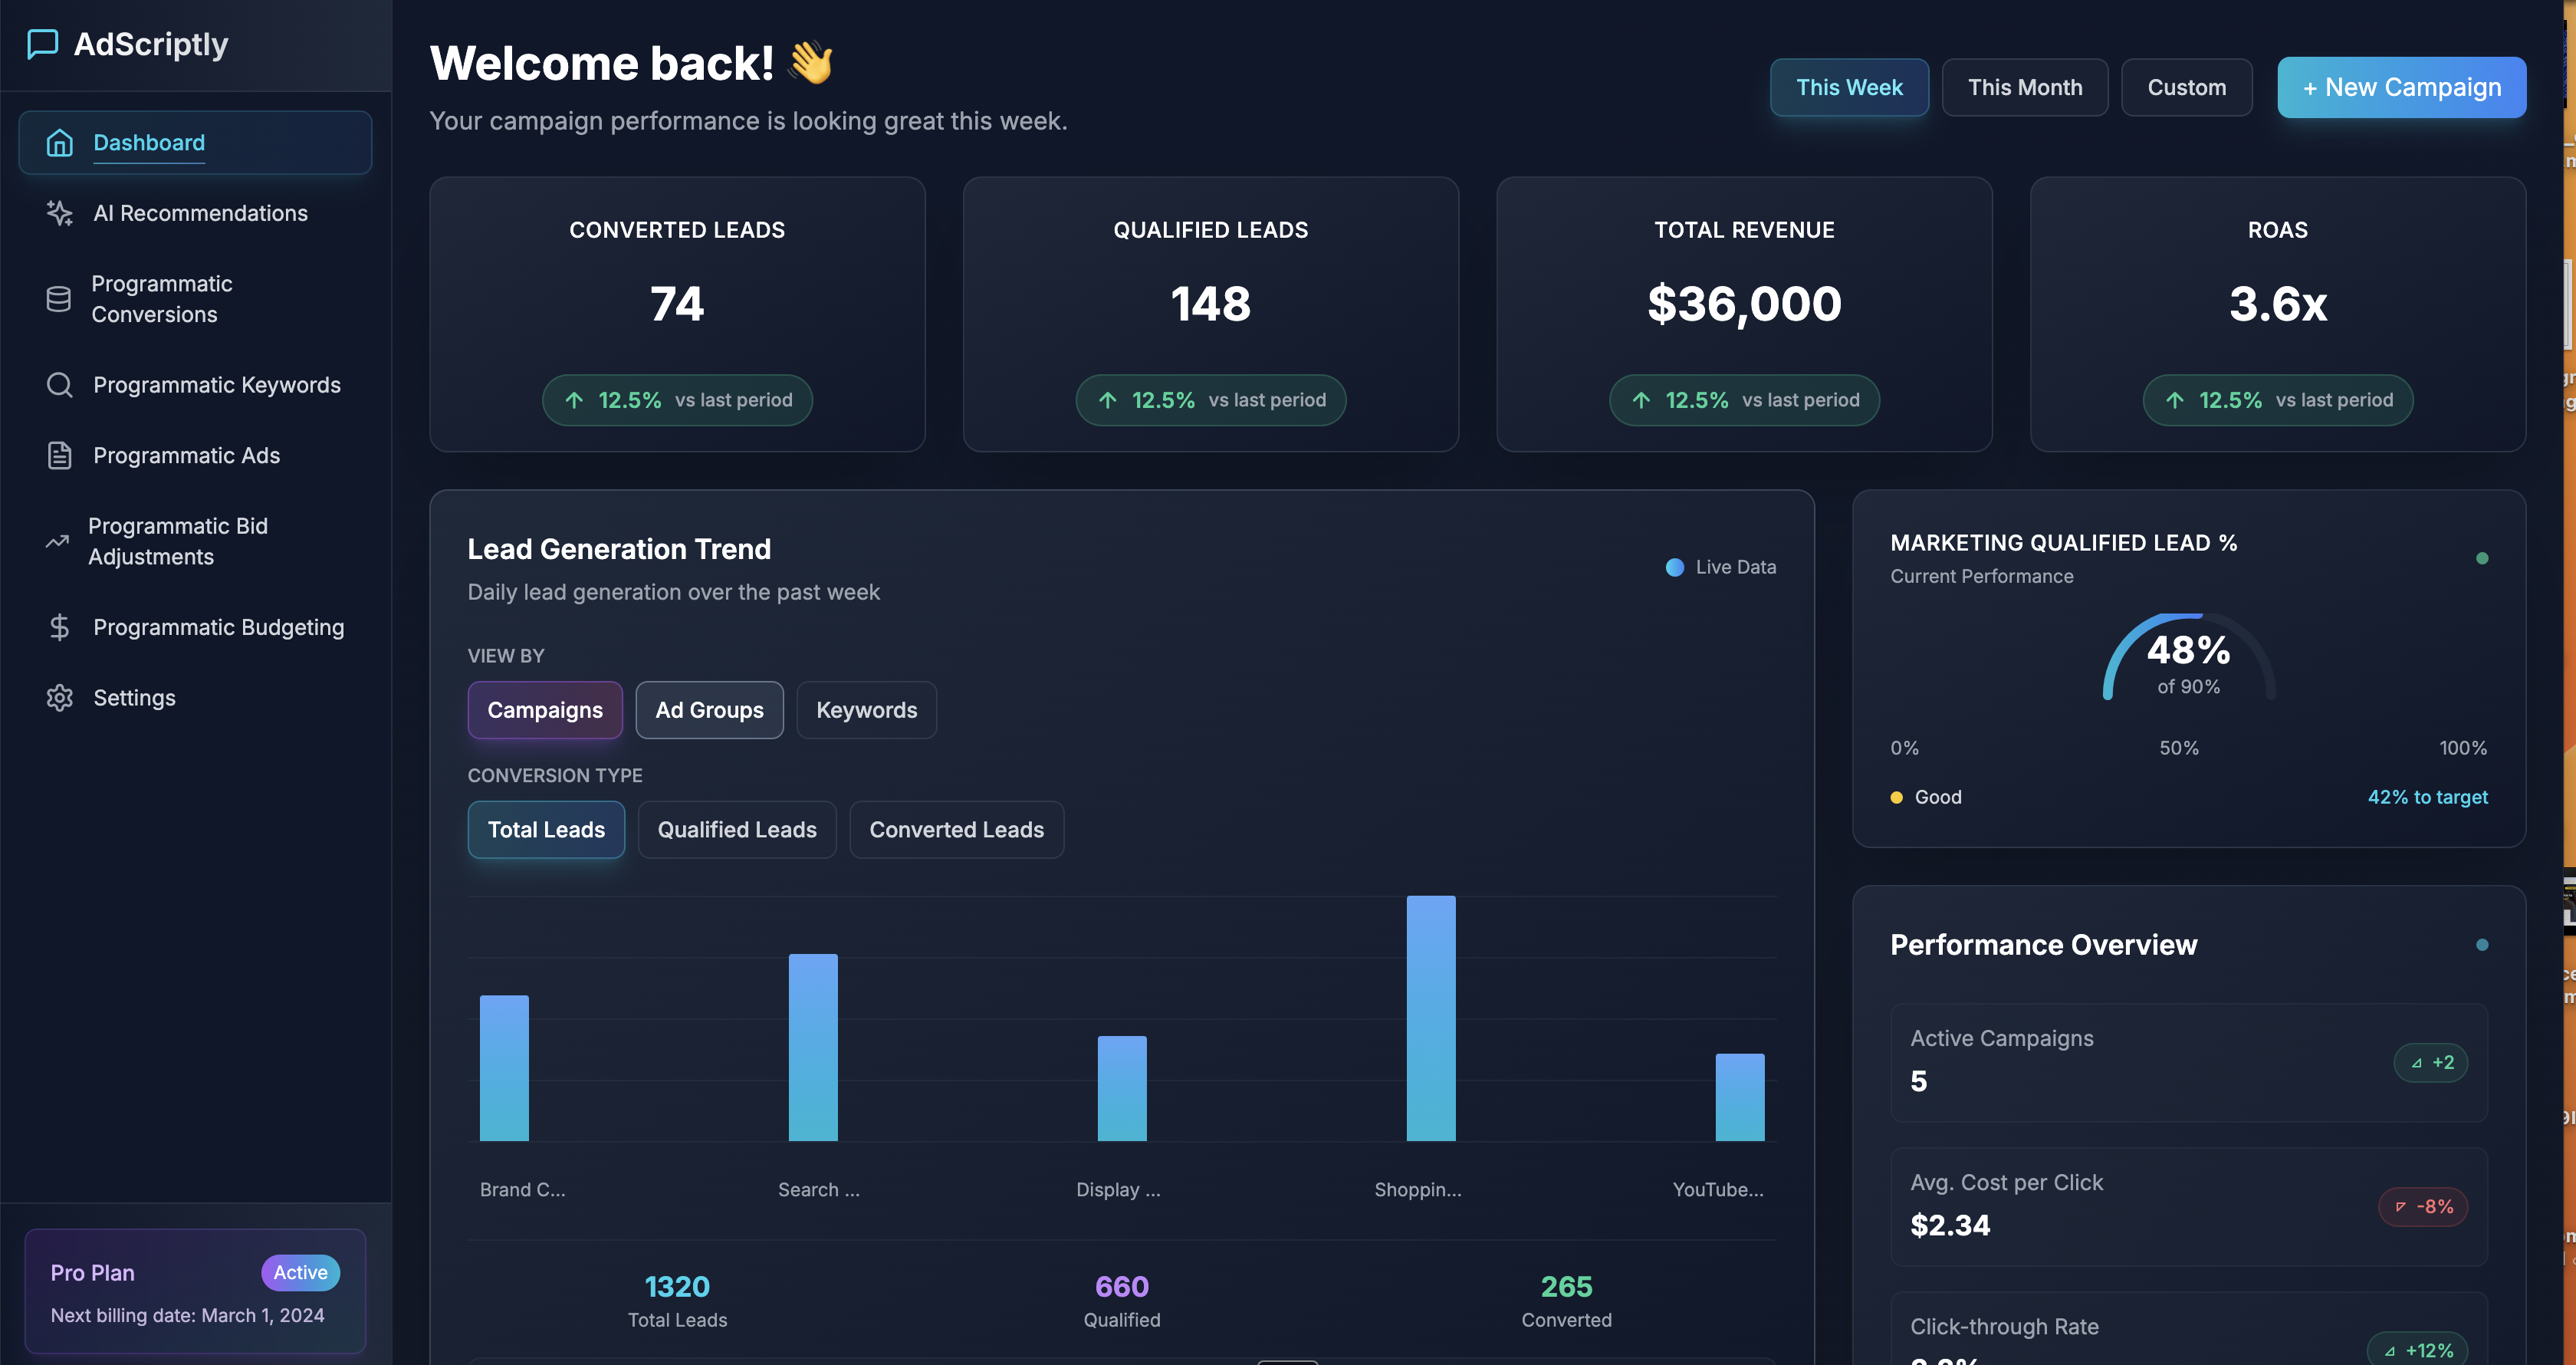 AdScriptly
Dashboard
AI Recommendations
Programmatic
Conversions
Programmatic Keywords
Programmatic Ads
Programmatic Bid
Adjustments
Programmatic Budgeting
Settings
Pro Plan
Active
Next billing date: March 1, 2024
Welcome back! 👋
Your campaign performance is looking great this week.
This Week
This Month
Custom
+ New Campaign
CONVERTED LEADS
74
↑ 12.5% vs last period
QUALIFIED LEADS
148
↑ 12.5% vs last period
TOTAL REVENUE
$36,000
↑ 12.5% vs last period
ROAS
3.6x
↑ 12.5% vs last period
Lead Generation Trend
Daily lead generation over the past week
Live Data
VIEW BY
Campaigns
Ad Groups
Keywords
CONVERSION TYPE
Total Leads
Qualified Leads
Converted Leads
Brand C...
Search ...
Display ...
Shoppin...
YouTube...
1320
Total Leads
660
Qualified
265
Converted
MARKETING QUALIFIED LEAD %
Current Performance
48%
of 90%
0%
50%
100%
Good
42% to target
Performance Overview
Active Campaigns
5
+2
Avg. Cost per Click
$2.34
-8%
Click-through Rate
+12%